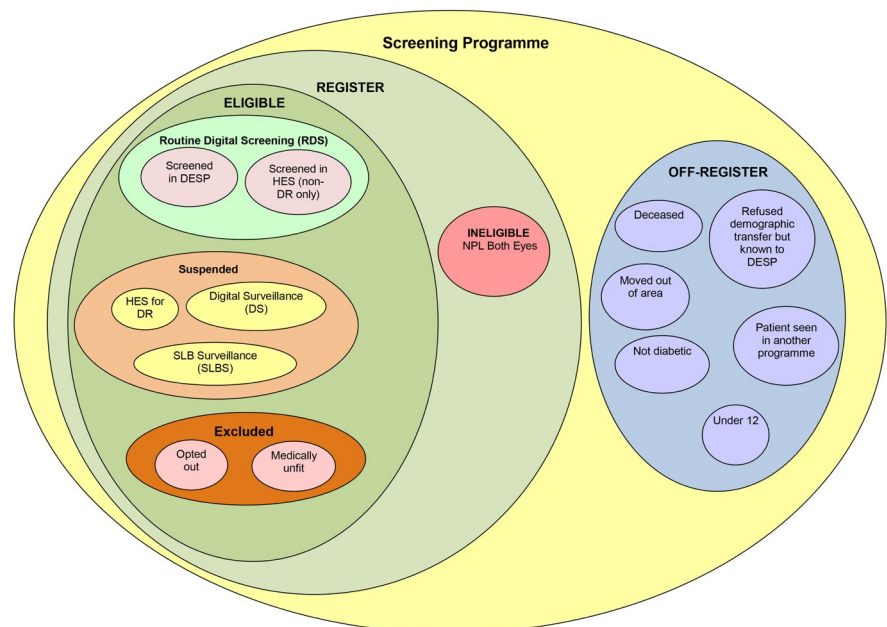 Screening Programme
REGISTER
ELIGIBLE
Routine Digital Screening (RDS)
Screened
in DESP
Screened in
HES (non-
DR only)
Suspended
HES for
DR
Digital Surveillance
(DS)
SLB Surveillance
(SLBS)
Excluded
Opted
out
Medically
unfit
INELIGIBLE
NPL Both Eyes
OFF-REGISTER
Deceased
Refused
demographic
transfer but
known to
DESP
Moved out
of area
Not diabetic
Patient seen
in another
programme
Under 12